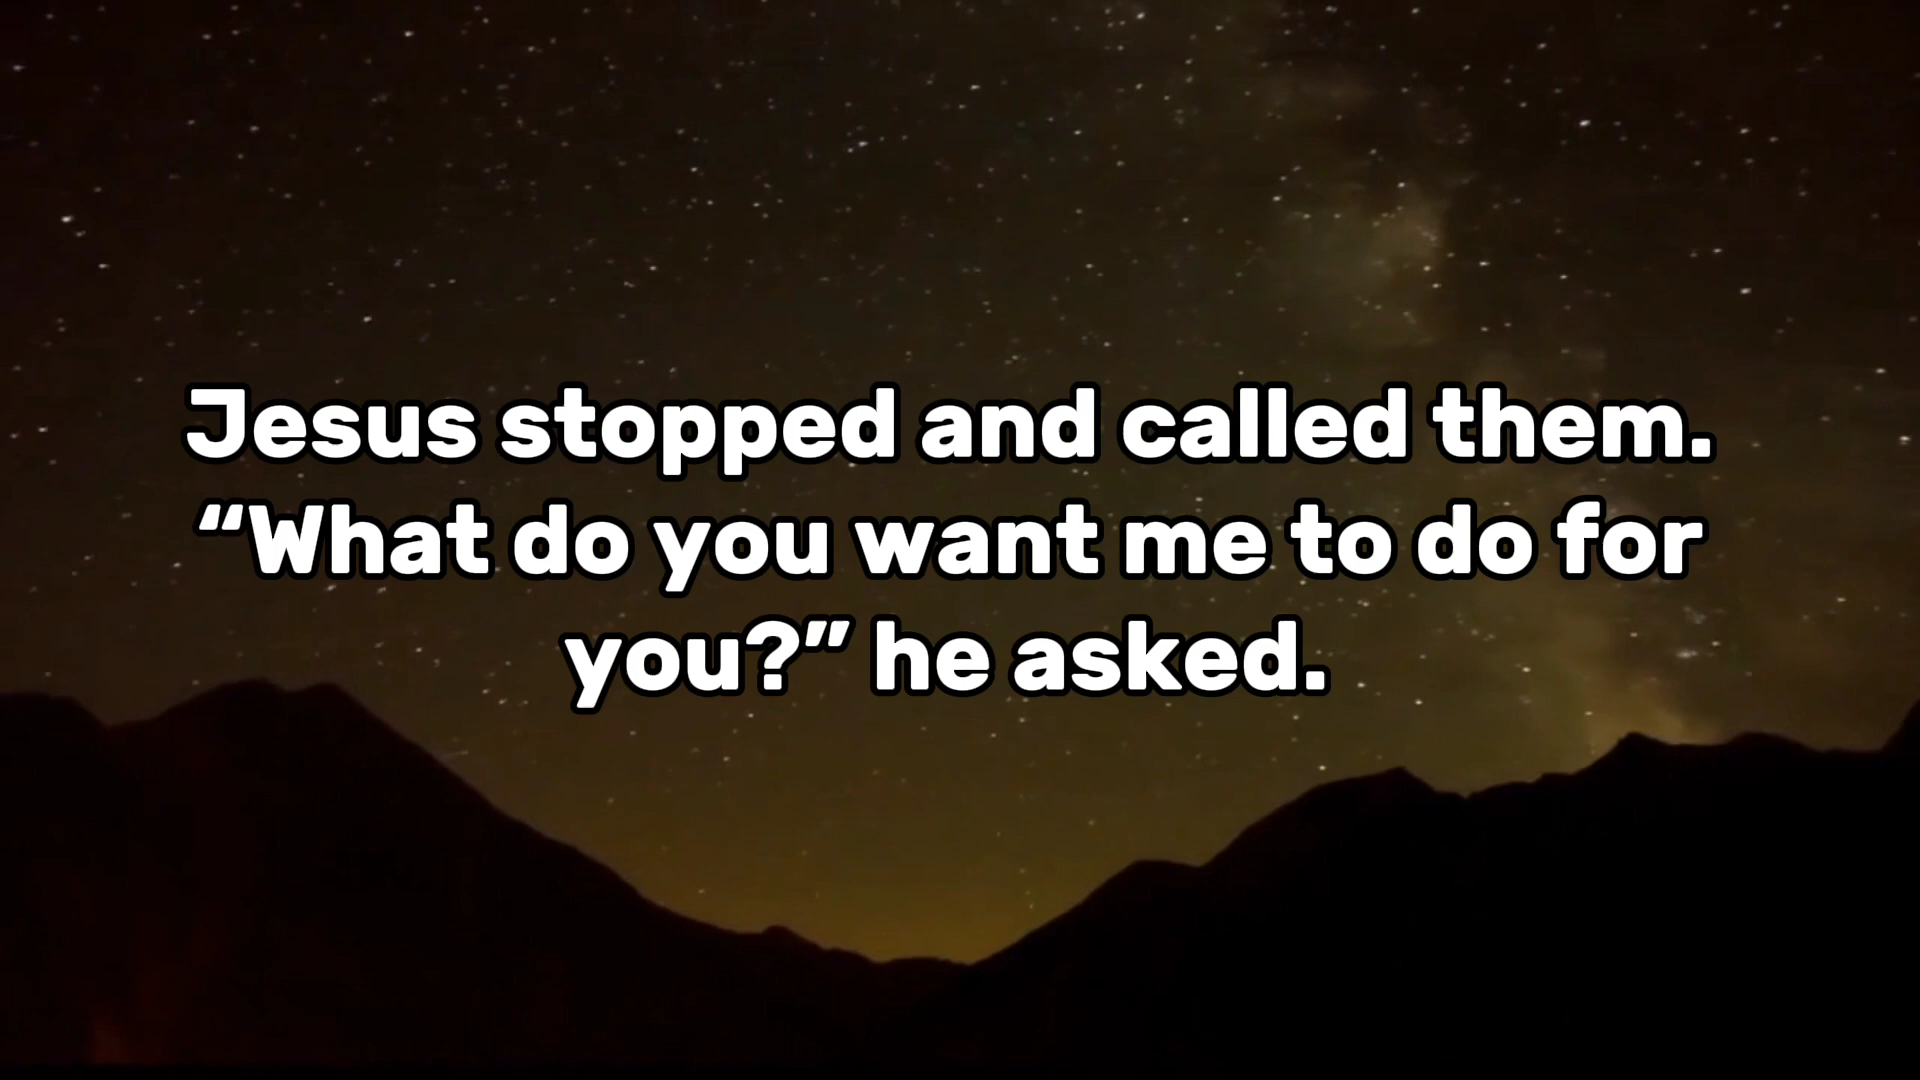 Jesus stopped and called them.
“What do you want me to do for
you?” he asked.